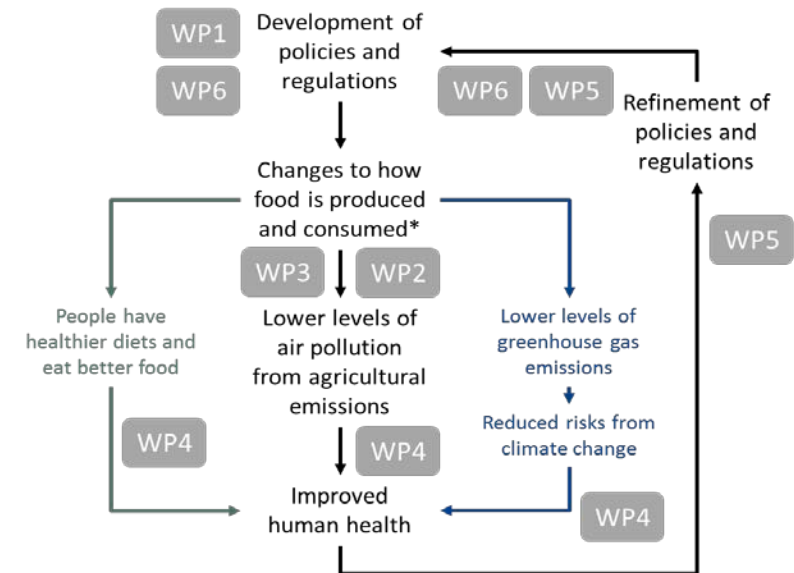 WP1
WP6
Development of
policies and
regulations
WP6
WP5
Refinement of
policies and
regulations
Changes to how
food is produced
and consumed*
WP5
WP3
WP2
People have
healthier diets and
eat better food
Lower levels of
air pollution
from agricultural
emissions
Lower levels of
greenhouse gas
emissions
Reduced risks from
climate change
WP4
WP4
WP4
Improved
human health